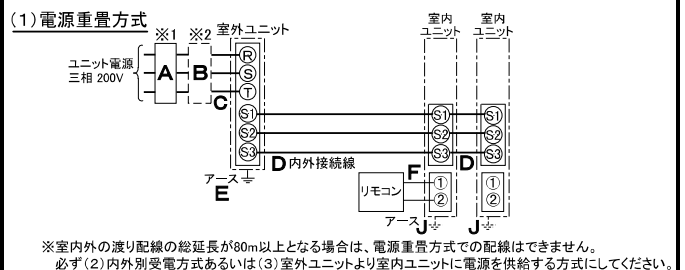 (1)電源重畳方式
※1 ※2 室外ユニット
室内
ユニット
室内
ユニット
ユニット電源
三相 200V
A
B
C
R
S
T
S1
S2
S3
S1
S2
S3
S1
S2
S3
D 内外接続線
D
アース
E
リモコン
F
①
②
①
②
アース
J
J
※室内外の渡り配線の総延長が80m以上となる場合は、電源重畳方式での配線はできません。
必ず(2)内外別受電方式あるいは(3)室外ユニットより室内ユニットに電源を供給する方式にしてください。